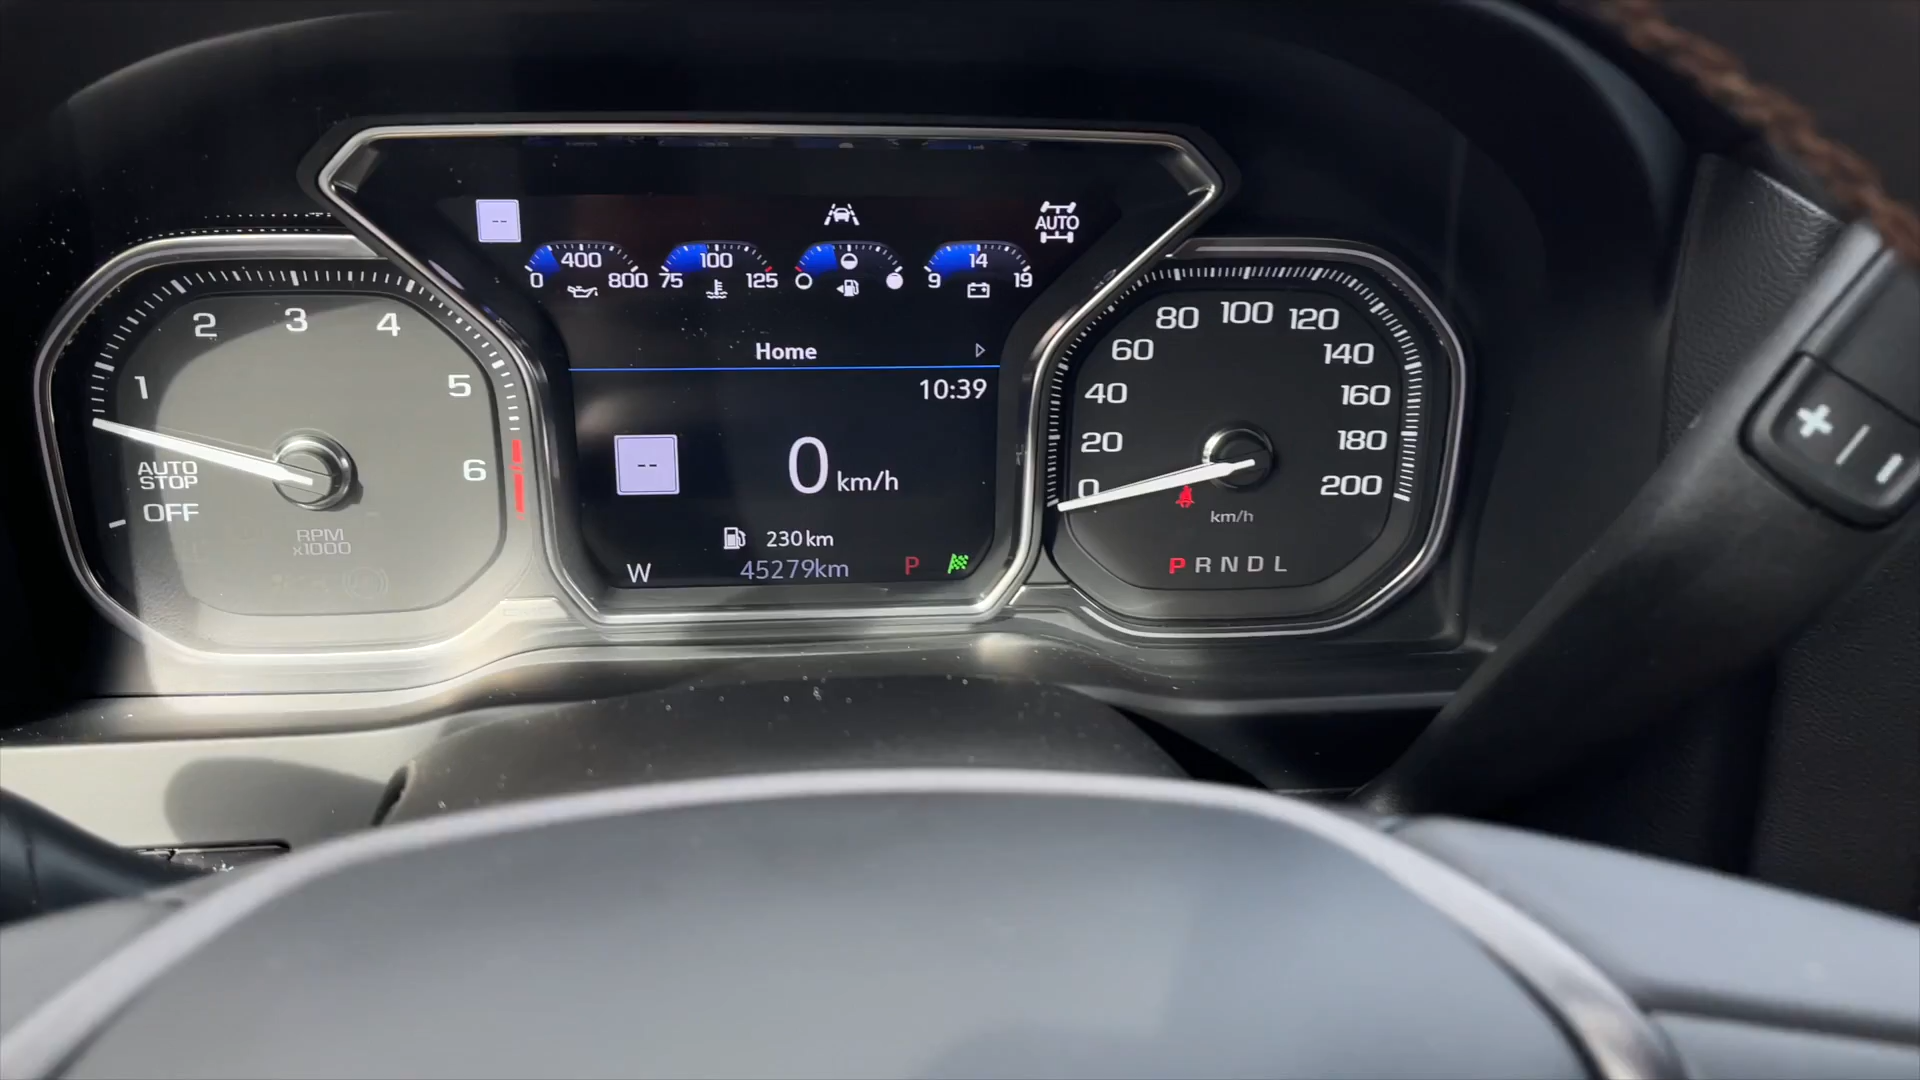 --
AUTO
400
0 800
100
75 125
14
9 19
Home
10:39
--
0 km/h
230 km
W 45279km P
1 2 3 4 5 6
AUTO
STOP
OFF
RPM
x1000
0 20 40 60 80 100 120 140 160 180 200
km/h
PRNDL
+ | -